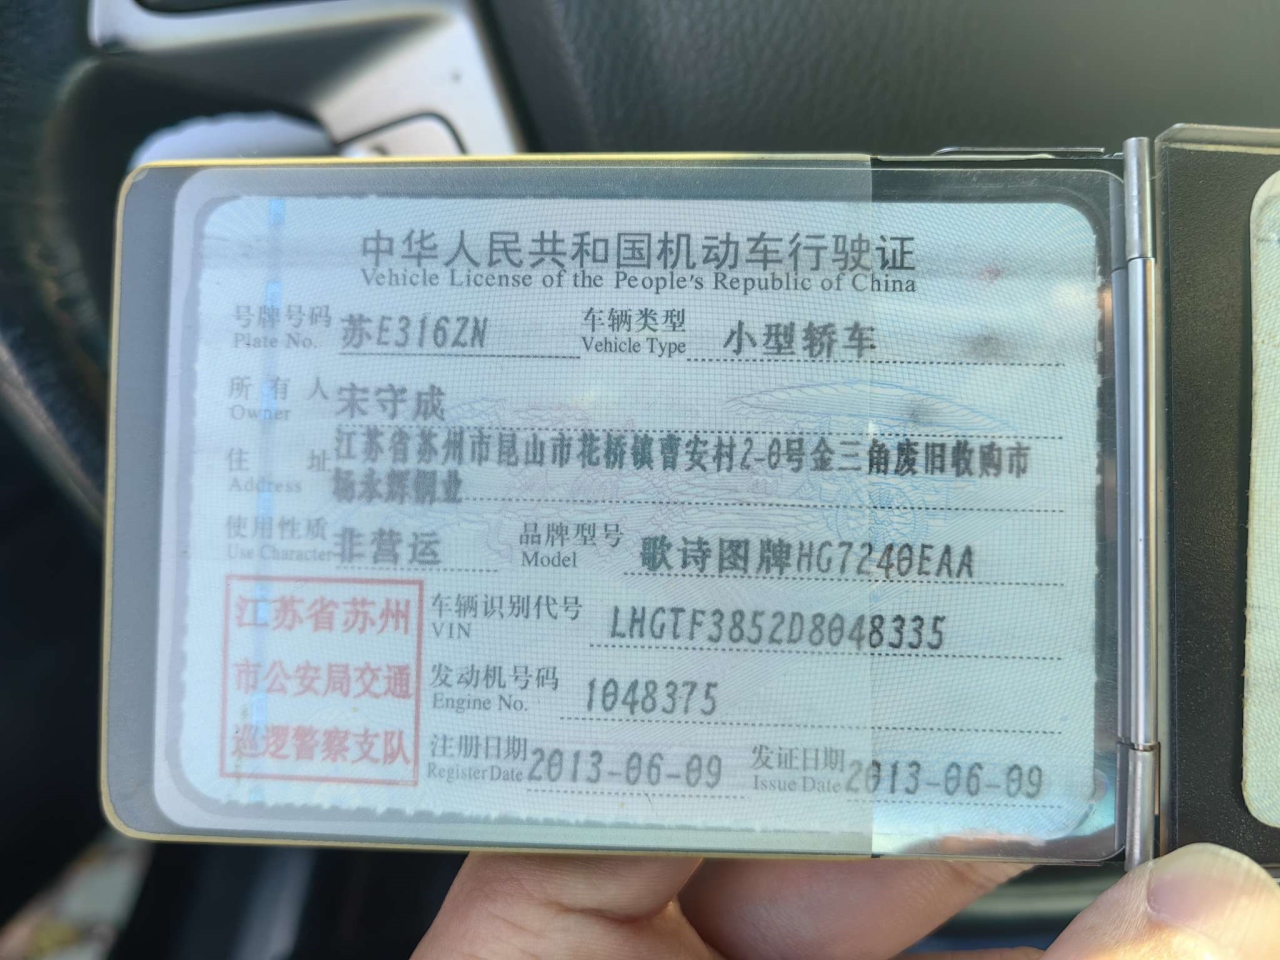 中华人民共和国机动车行驶证
Vehicle License of the People's Republic of China
号牌号码 苏E316ZN 车辆类型 小型轿车
Plate No. Vehicle Type
所有人 宋守成
Owner
住址 江苏省苏州市昆山市花桥镇曹安村2-0号金三角废旧收购市
Address 杨永辉铜业
使用性质 非营运 品牌型号 歌诗图牌HG7240EAA
Use Character Model
江苏省苏州
市公安局交通
巡逻警察支队
车辆识别代号 LHGTF3852D8048335
VIN
发动机号码 1048375
Engine No.
注册日期 2013-06-09 发证日期 2013-06-09
Register Date Issue Date